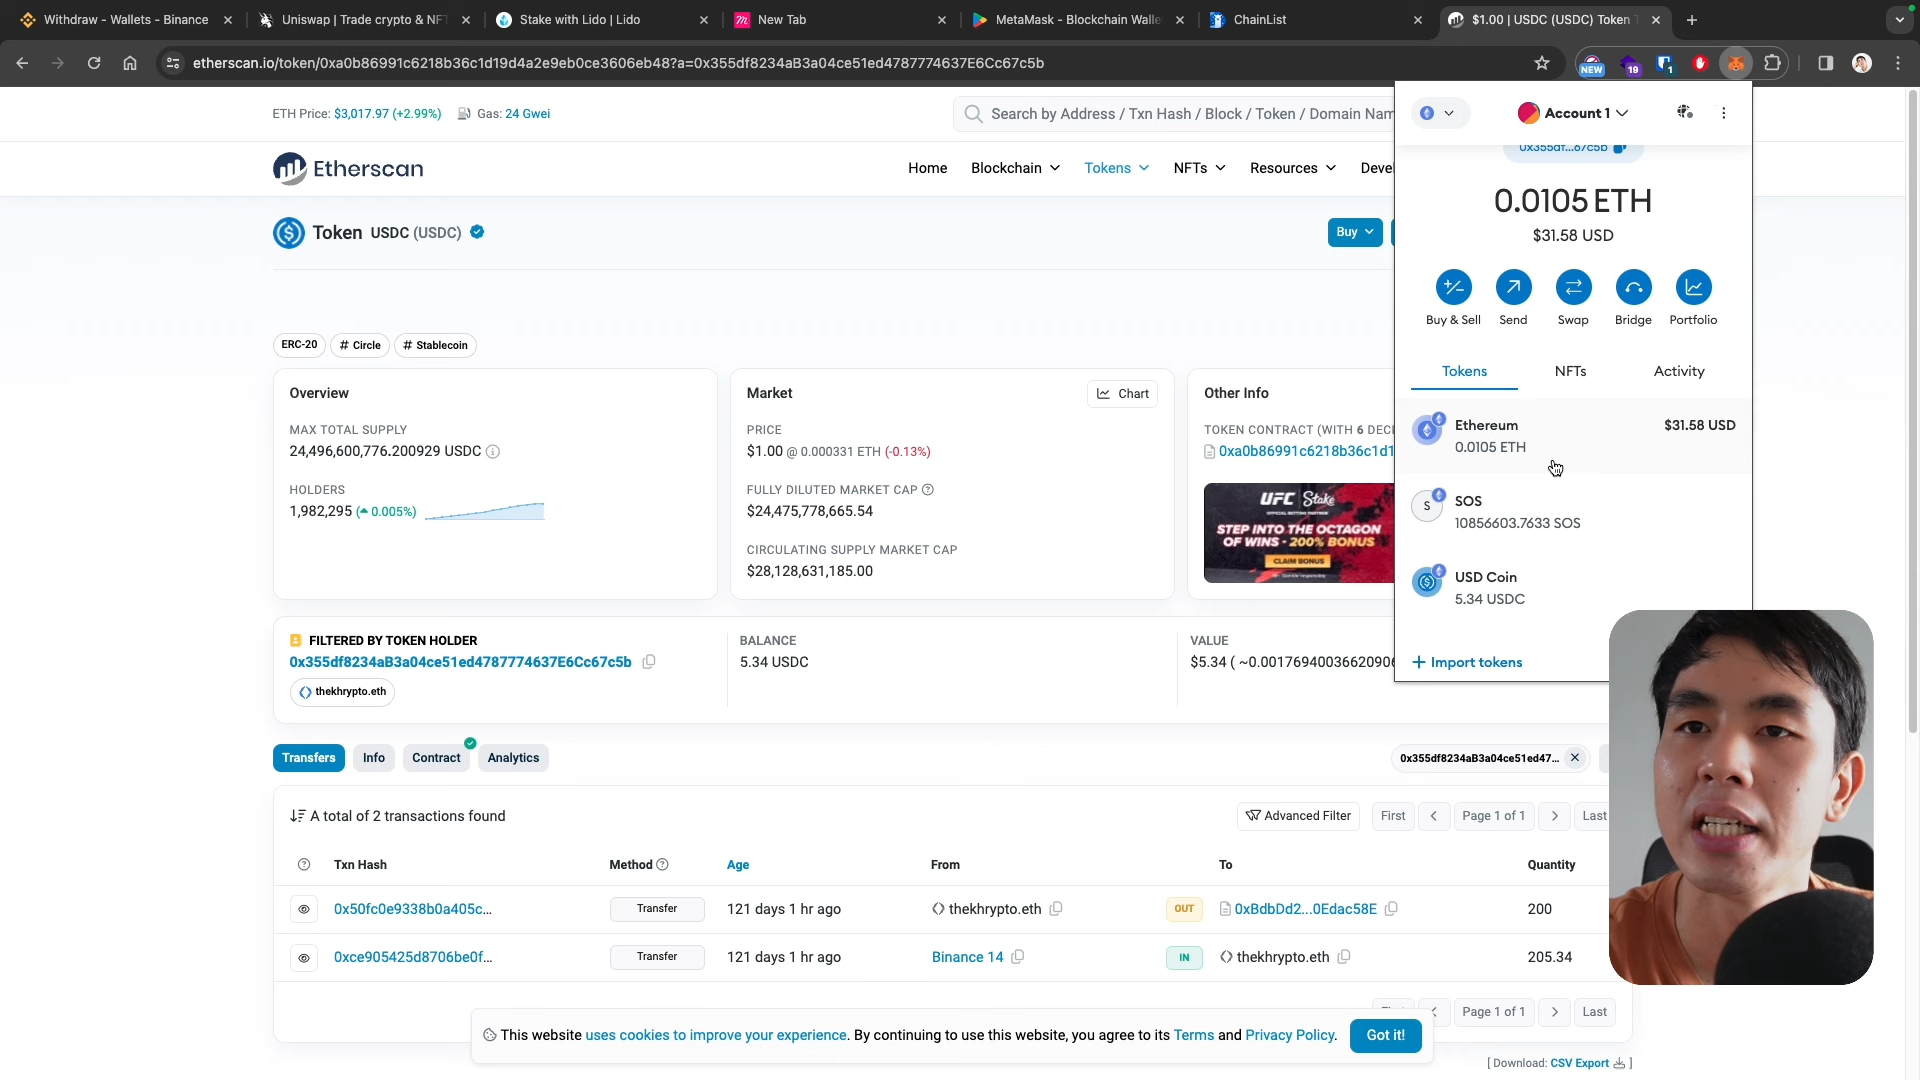 Withdraw - Wallets - Binance
Uniswap | Trade crypto & NFT
Stake with Lido | Lido
New Tab
MetaMask - Blockchain Walle
ChainList
$1.00 | USDC (USDC) Token T
etherscan.io/token/0xa0b86991c6218b36c1d19d4a2e9eb0ce3606eb48?a=0x355df8234aB3a04ce51ed4787774637E6Cc67c5b
NEW
19
1
ETH Price: $3,017.97 (+2.99%)
Gas: 24 Gwei
Search by Address / Txn Hash / Block / Token / Domain Nam
Etherscan
Home
Blockchain
Tokens
NFTs
Resources
Devel
Token USDC (USDC)
Buy
ERC-20
# Circle
# Stablecoin
Overview
MAX TOTAL SUPPLY
24,496,600,776.200929 USDC
HOLDERS
1,982,295 (0.005%)
Market
Chart
PRICE
$1.00 @ 0.000331 ETH (-0.13%)
FULLY DILUTED MARKET CAP
$24,475,778,665.54
CIRCULATING SUPPLY MARKET CAP
$28,128,631,185.00
Other Info
TOKEN CONTRACT (WITH 6 DECI
0xa0b86991c6218b36c1d1
UFC Stake
OFFICIAL BETTING PARTNER
STEP INTO THE OCTAGON
OF WINS - 200% BONUS
CLAIM BONUS
FILTERED BY TOKEN HOLDER
0x355df8234aB3a04ce51ed4787774637E6Cc67c5b
thekhrypto.eth
BALANCE
5.34 USDC
VALUE
$5.34 ( ~0.0017694003662090
Transfers
Info
Contract
Analytics
0x355df8234aB3a04ce51ed47...
A total of 2 transactions found
Advanced Filter
First
Page 1 of 1
Last
Txn Hash
Method
Age
From
To
Quantity
0x50fc0e9338b0a405c...
Transfer
121 days 1 hr ago
thekhrypto.eth
OUT
0xBdbDd2...0Edac58E
200
0xce905425d8706be0f...
Transfer
121 days 1 hr ago
Binance 14
IN
thekhrypto.eth
205.34
Page 1 of 1
Last
This website uses cookies to improve your experience. By continuing to use this website, you agree to its Terms and Privacy Policy.
Got it!
[ Download: CSV Export ]
Account 1
0x355df...67c5b
0.0105 ETH
$31.58 USD
Buy & Sell
Send
Swap
Bridge
Portfolio
Tokens
NFTs
Activity
Ethereum
$31.58 USD
0.0105 ETH
S
SOS
10856603.7633 SOS
USD Coin
5.34 USDC
+ Import tokens